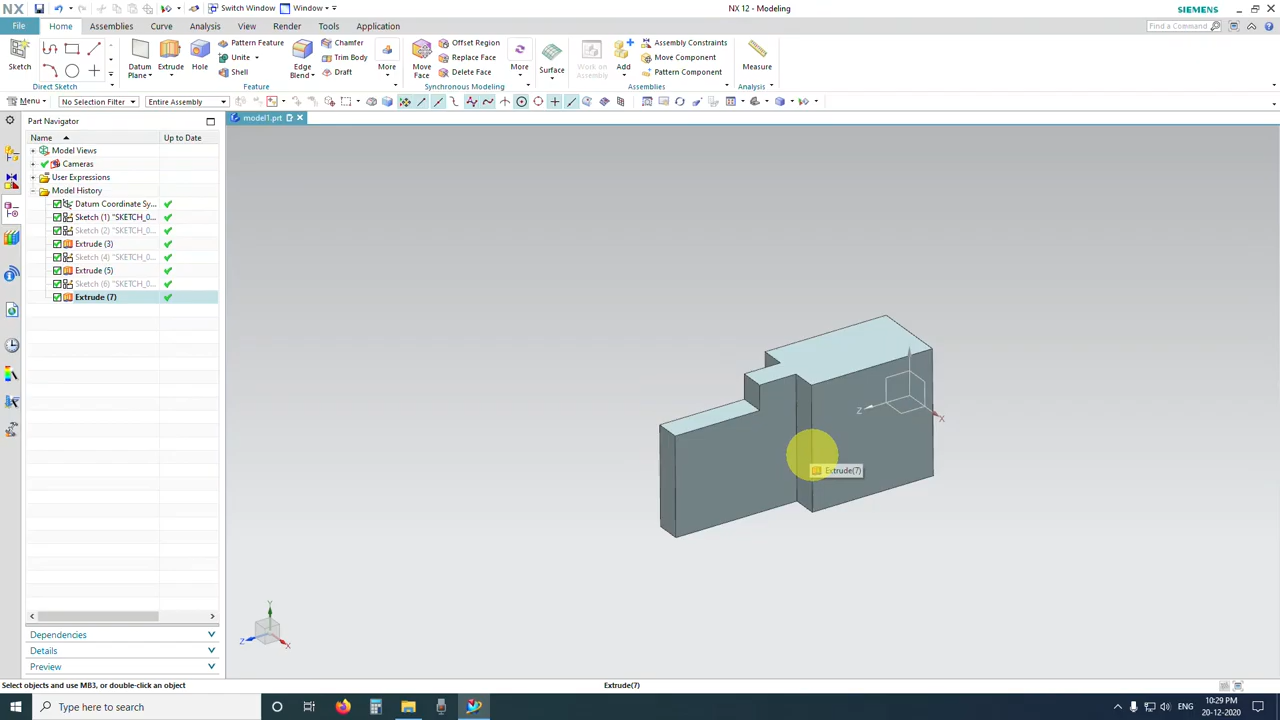 NX
Switch Window
Window
NX 12 - Modeling
SIEMENS
File
Home
Assemblies
Curve
Analysis
View
Render
Tools
Application
Find a Command
Sketch
Direct Sketch
Datum Plane
Extrude
Hole
Pattern Feature
Unite
Shell
Edge Blend
Chamfer
Trim Body
Draft
More
Feature
Move Face
Offset Region
Replace Face
Delete Face
More
Synchronous Modeling
Surface
Work on Assembly
Add
Assembly Constraints
Move Component
Pattern Component
Assemblies
Measure
Analysis
Menu
No Selection Filter
Entire Assembly
Part Navigator
model1.prt
Name
Up to Date
Model Views
Cameras
User Expressions
Model History
Datum Coordinate Sy...
Sketch (1) "SKETCH_0...
Sketch (2) "SKETCH_0...
Extrude (3)
Sketch (4) "SKETCH_0...
Extrude (5)
Sketch (6) "SKETCH_0...
Extrude (7)
Z
X
Extrude(7)
Y
Z
X
Dependencies
Details
Preview
Select objects and use MB3, or double-click an object
Extrude(7)
Type here to search
ENG
10:29 PM
20-12-2020